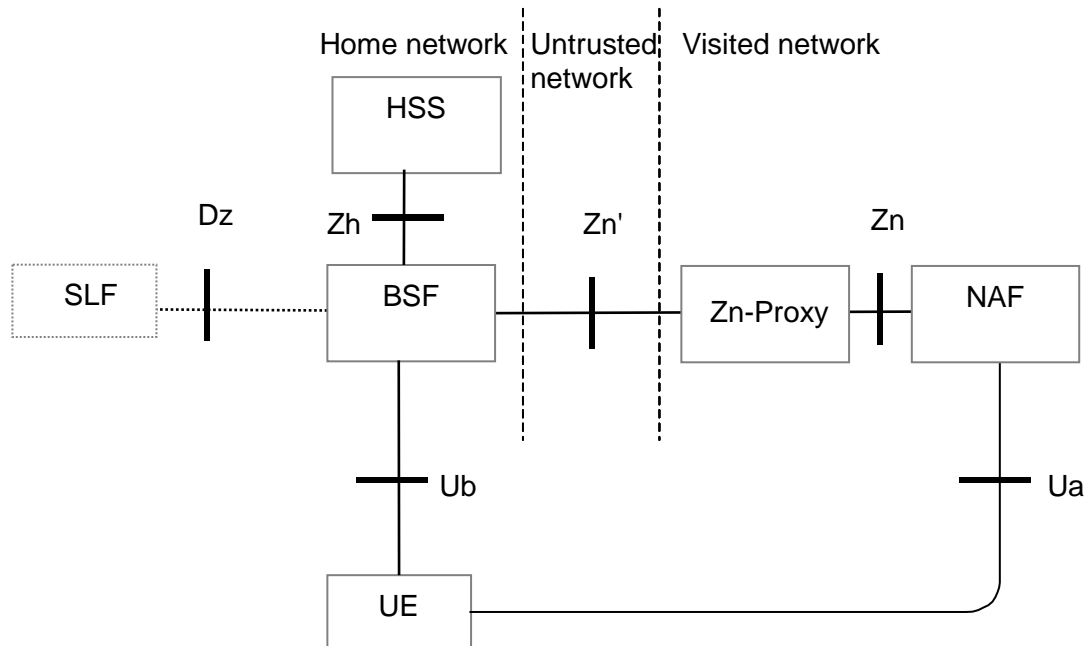 Home network
Untrusted
network
Visited network
HSS
Dz
Zh
Zn'
Zn
SLF
BSF
Zn-Proxy
NAF
Ub
Ua
UE